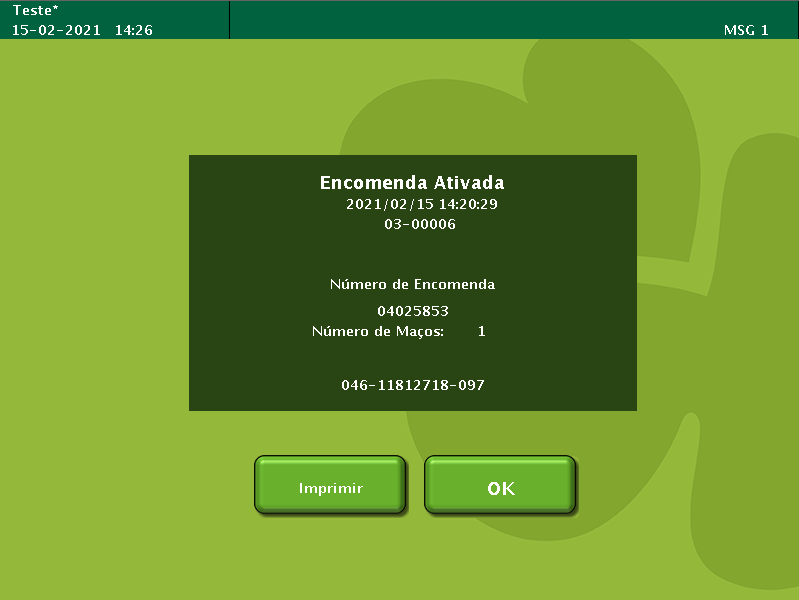 Teste*
15-02-2021 14:26
MSG 1
Encomenda Ativada
2021/02/15 14:20:29
03-00006
Número de Encomenda
04025853
Número de Maços: 1
046-11812718-097
Imprimir
OK